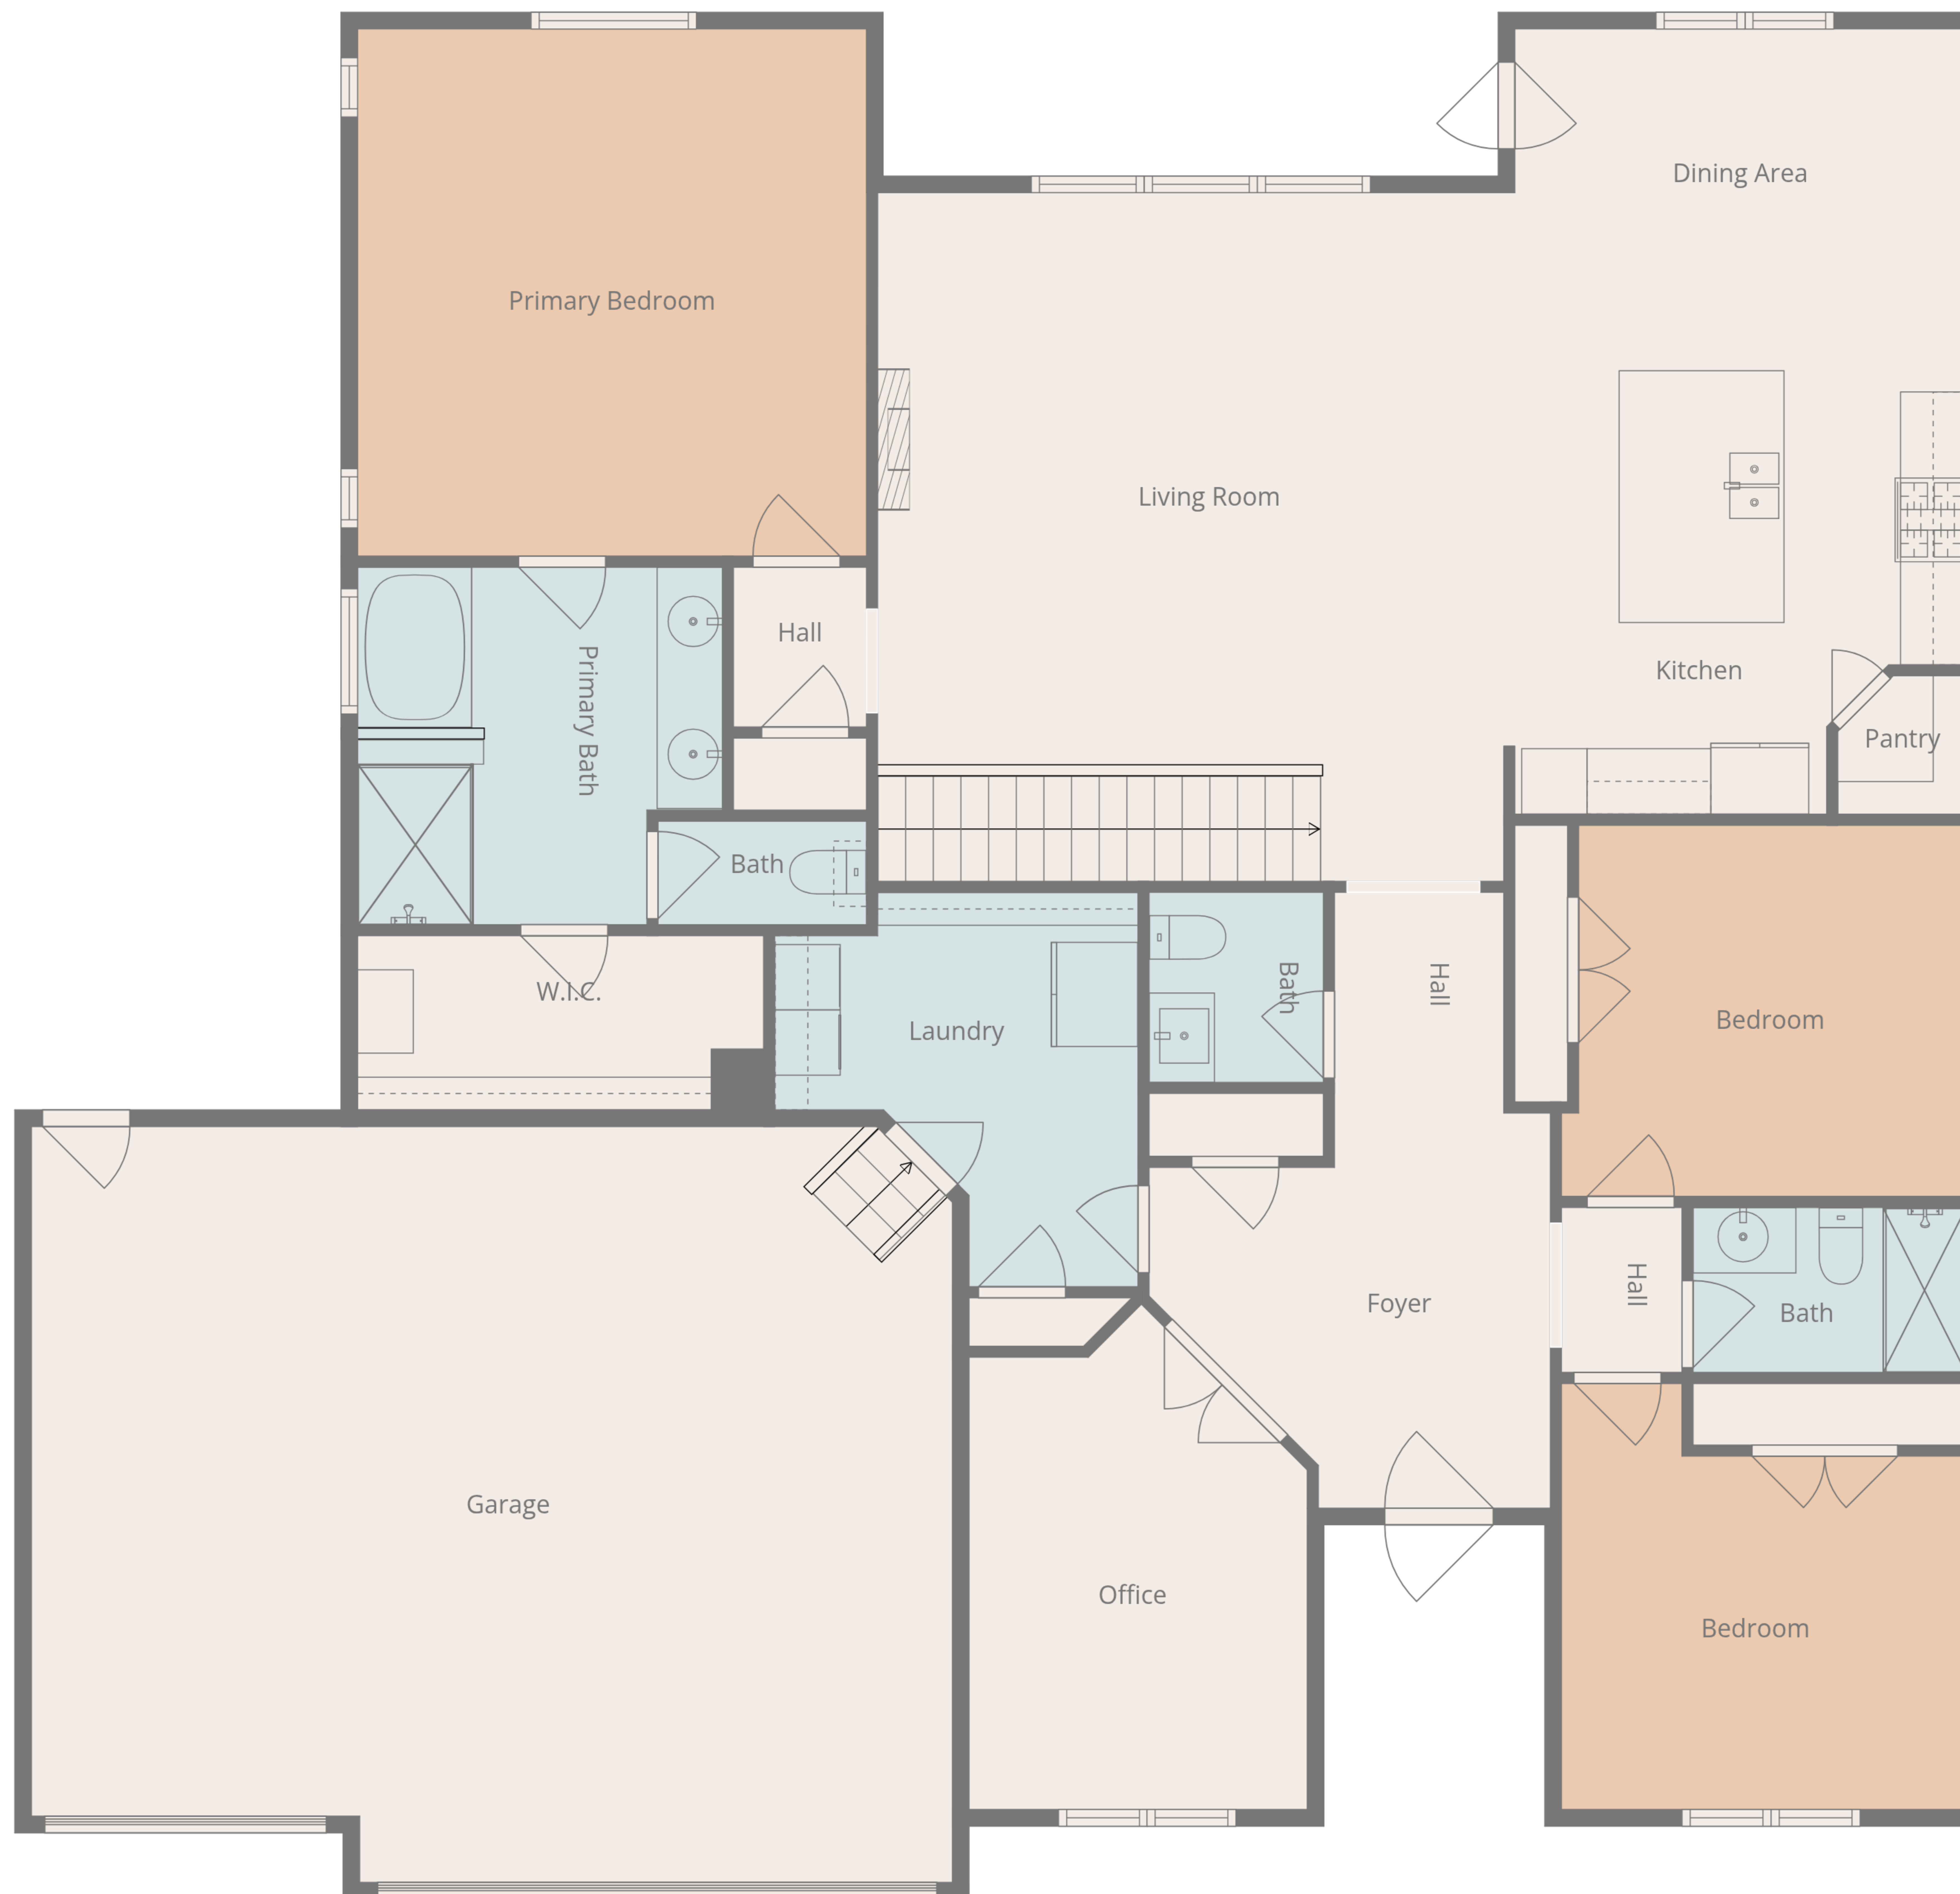 Dining Area
Primary Bedroom
Living Room
Hall
Kitchen
Primary Bath
Pantry
Bath
W.I.C.
Laundry
Bath
Hall
Bedroom
Foyer
Hall
Bath
Garage
Office
Bedroom